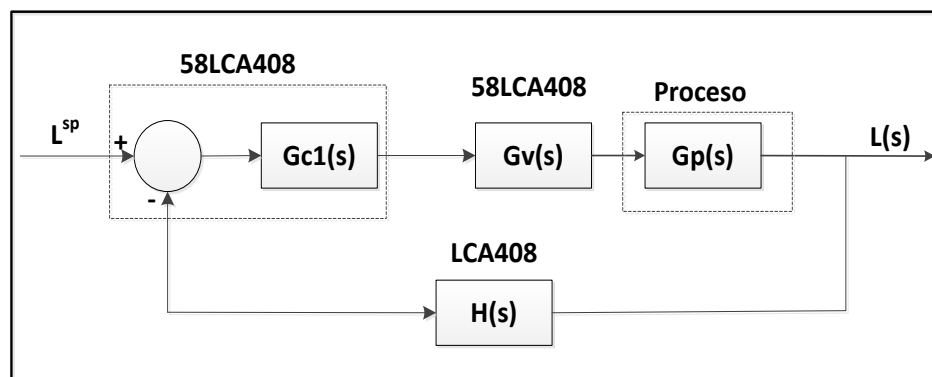 58LCA408
58LCA408
Proceso
L^sp
+
Gc1(s)
Gv(s)
Gp(s)
L(s)
-
LCA408
H(s)